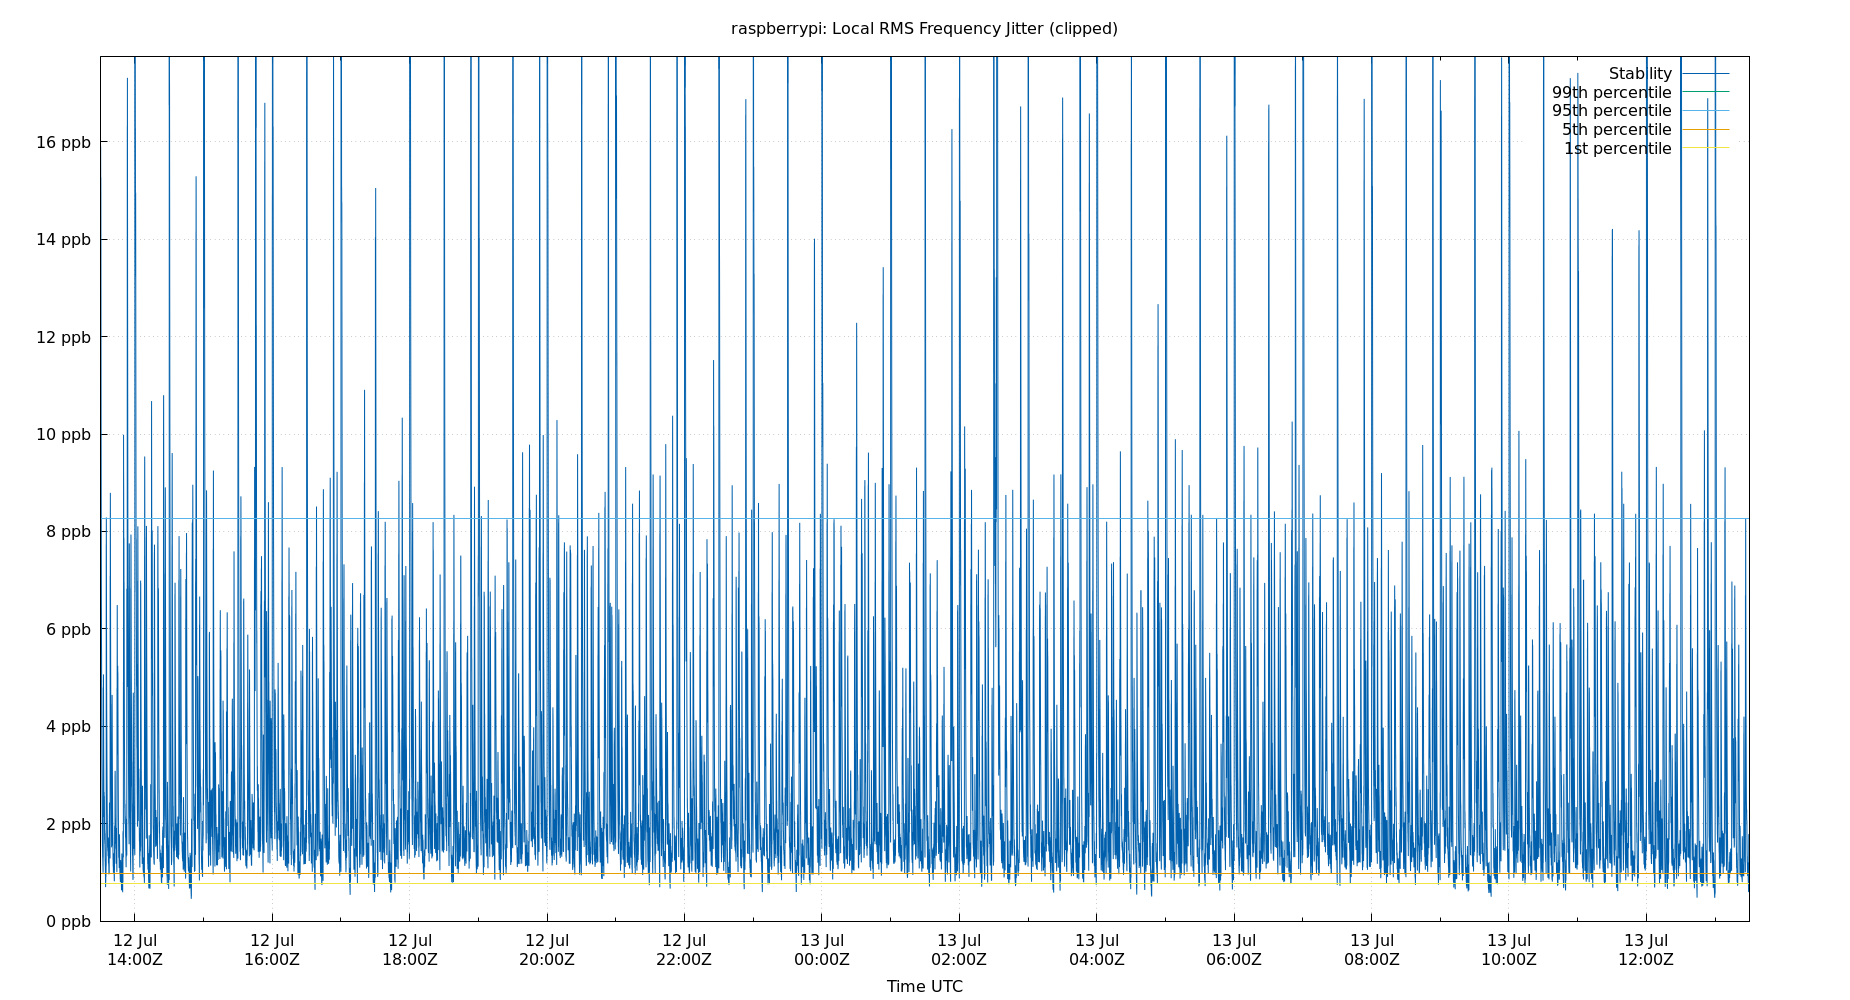 raspberrypi: Local RMS Frequency Jitter (clipped)
Stability
99th percentile
95th percentile
5th percentile
1st percentile
16 ppb
14 ppb
12 ppb
10 ppb
8 ppb
6 ppb
4 ppb
2 ppb
0 ppb
12 Jul 12 Jul 12 Jul 12 Jul 12 Jul 13 Jul 13 Jul 13 Jul 13 Jul 13 Jul 13 Jul 13 Jul
14:00Z 16:00Z 18:00Z 20:00Z 22:00Z 00:00Z 02:00Z 04:00Z 06:00Z 08:00Z 10:00Z 12:00Z
Time UTC